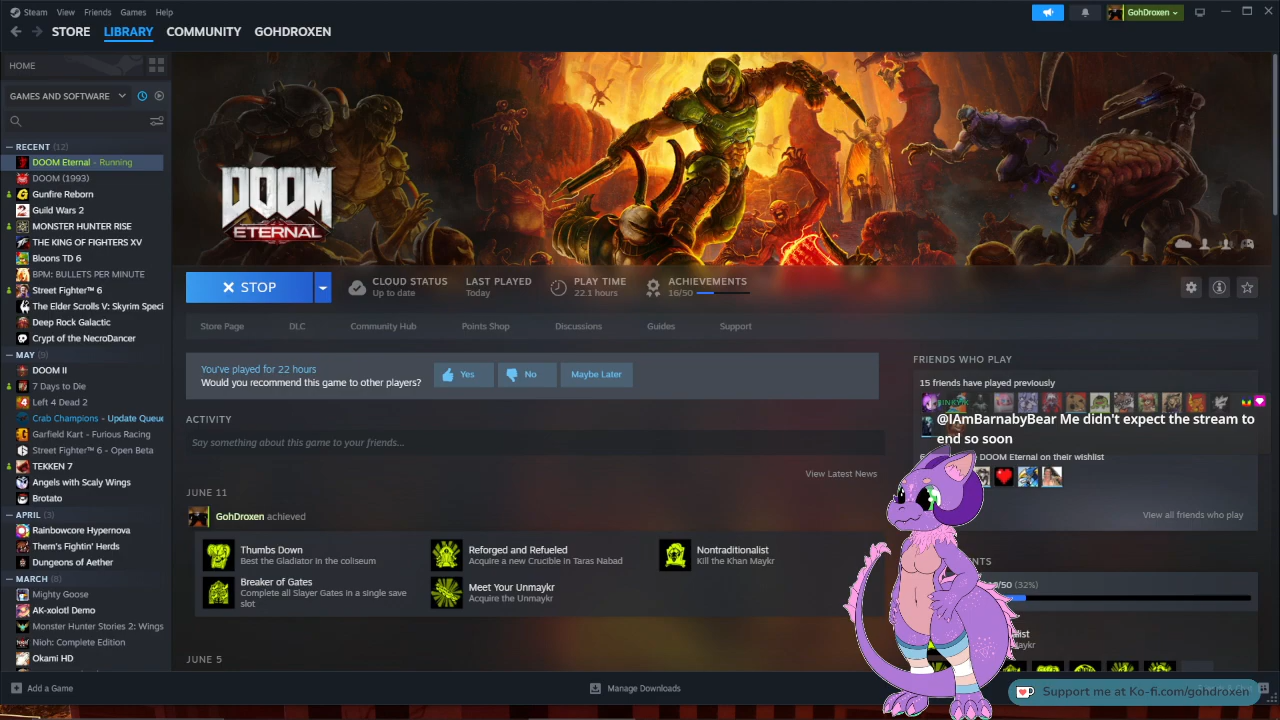 Steam View Friends Games Help
GohDroxen
STORE LIBRARY COMMUNITY GOHDROXEN
HOME
GAMES AND SOFTWARE
RECENT (12)
DOOM Eternal - Running
DOOM (1993)
Gunfire Reborn
Guild Wars 2
MONSTER HUNTER RISE
THE KING OF FIGHTERS XV
Bloons TD 6
BPM: BULLETS PER MINUTE
Street Fighter™ 6
The Elder Scrolls V: Skyrim Speci
Deep Rock Galactic
Crypt of the NecroDancer
MAY (9)
DOOM II
7 Days to Die
Left 4 Dead 2
Crab Champions - Update Queue
Garfield Kart - Furious Racing
Street Fighter™ 6 - Open Beta
TEKKEN 7
Angels with Scaly Wings
Brotato
APRIL (3)
Rainbowcore Hypernova
Them's Fightin' Herds
Dungeons of Aether
MARCH (8)
Mighty Goose
AK-xolotl Demo
Monster Hunter Stories 2: Wings
Nioh: Complete Edition
Okami HD
Add a Game
DOOM
ETERNAL
STOP
CLOUD STATUS
Up to date
LAST PLAYED
Today
PLAY TIME
22.1 hours
ACHIEVEMENTS
16/50
Store Page DLC Community Hub Points Shop Discussions Guides Support
You've played for 22 hours
Would you recommend this game to other players?
Yes No Maybe Later
ACTIVITY
Say something about this game to your friends...
View Latest News
JUNE 11
GohDroxen achieved
Thumbs Down
Best the Gladiator in the coliseum
Reforged and Refueled
Acquire a new Crucible in Taras Nabad
Nontraditionalist
Kill the Khan Maykr
Breaker of Gates
Complete all Slayer Gates in a single save
slot
Meet Your Unmaykr
Acquire the Unmaykr
JUNE 5
FRIENDS WHO PLAY
15 friends have played previously
@IAmBarnabyBear Me didn't expect the stream to
end so soon
DOOM Eternal on their wishlist
View all friends who play
ENTS
/50 (32%)
list
aykr
Manage Downloads
Support me at Ko-fi.com/gohdroxen